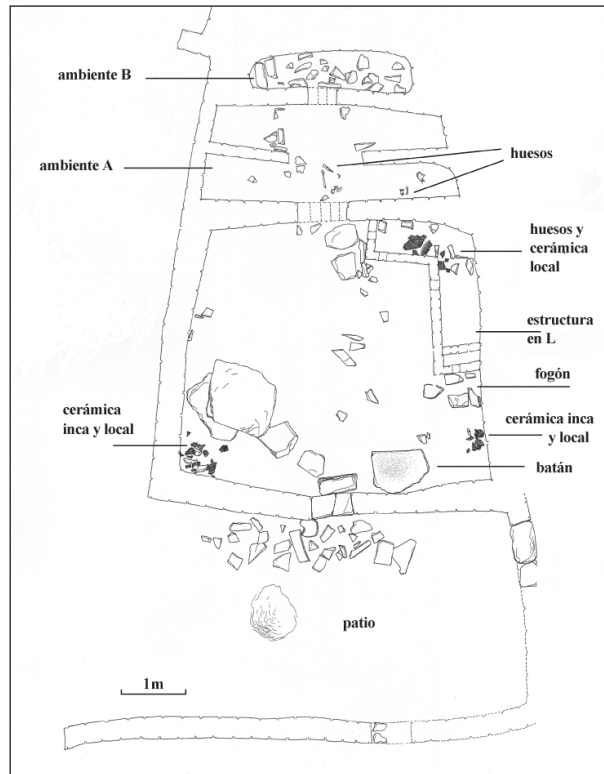 ambiente B
ambiente A
huesos
huesos y
cerámica
local
estructura
en L
fogón
cerámica
inca y local
cerámica inca
y local
batán
patio
1m